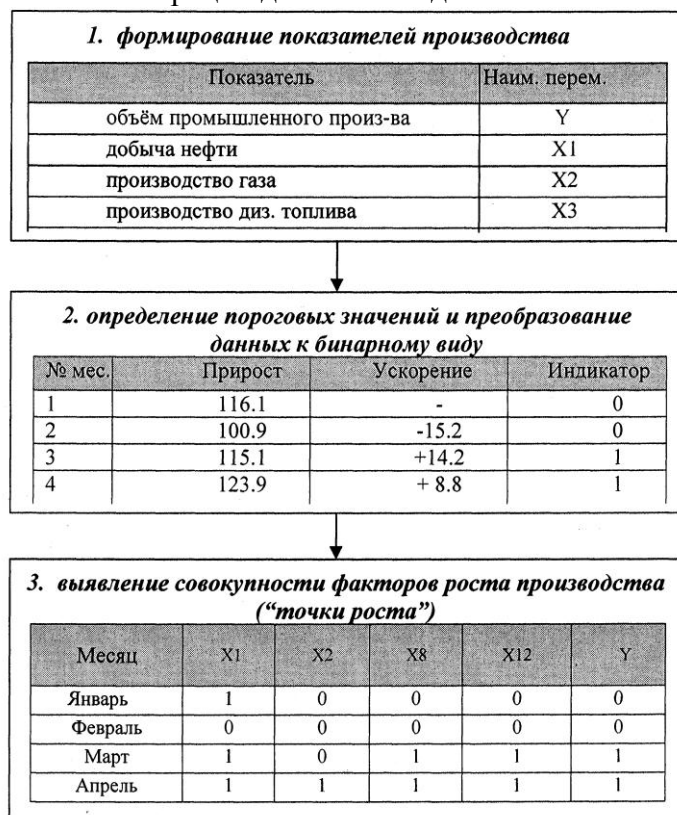 1. формирование показателей производства
Показатель Наим. перем.
объём промышленного произ-ва Y
добыча нефти X1
производство газа X2
производство диз. топлива X3
2. определение пороговых значений и преобразование
данных к бинарному виду
№ мес. Прирост Ускорение Индикатор
1 116.1 - 0
2 100.9 -15.2 0
3 115.1 +14.2 1
4 123.9 + 8.8 1
3. выявление совокупности факторов роста производства
(“точки роста”)
Месяц X1 X2 X8 X12 Y
Январь 1 0 0 0 0
Февраль 0 0 0 0 0
Март 1 0 1 1 1
Апрель 1 1 1 1 1